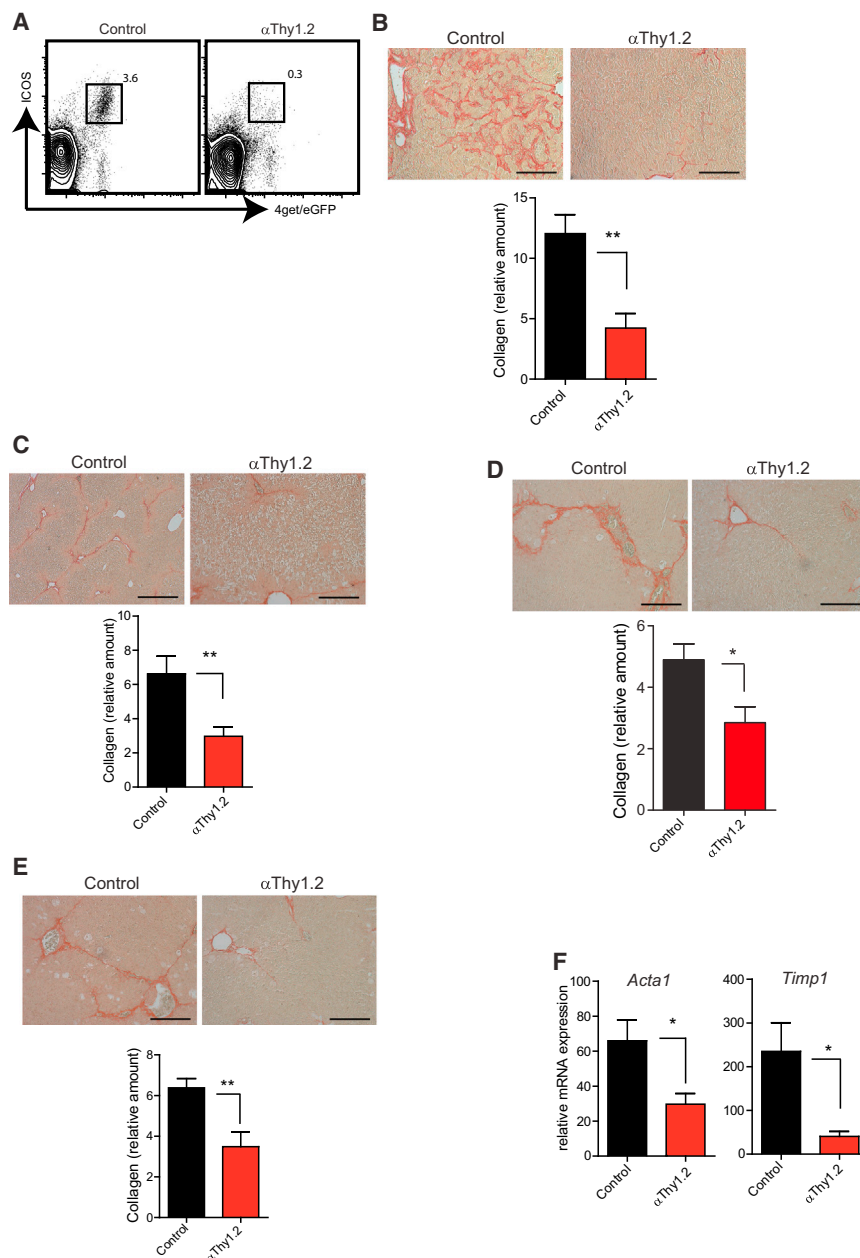 A
Control
αThy1.2
3.6
0.3
ICOS
4get/eGFP
B
Control
αThy1.2
Collagen (relative amount)
15
10
5
0
**
Control
αThy1.2
C
Control
αThy1.2
Collagen (relative amount)
10
8
6
4
2
0
**
Control
αThy1.2
D
Control
αThy1.2
Collagen (relative amount)
6
4
2
0
*
Control
αThy1.2
E
Control
αThy1.2
Collagen (relative amount)
8
6
4
2
0
**
Control
αThy1.2
F
Acta1
relative mRNA expression
100
80
60
40
20
0
*
Control
αThy1.2
Timp1
400
300
200
100
0
*
Control
αThy1.2